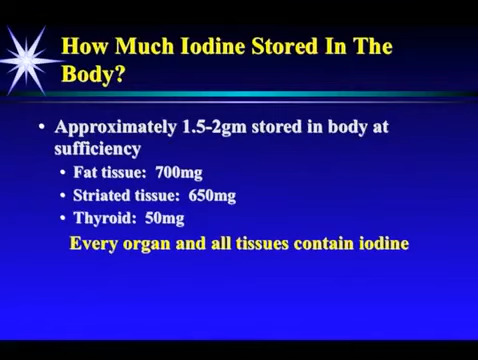 How Much Iodine Stored In The
Body?
• Approximately 1.5-2gm stored in body at
sufficiency
• Fat tissue: 700mg
• Striated tissue: 650mg
• Thyroid: 50mg
Every organ and all tissues contain iodine